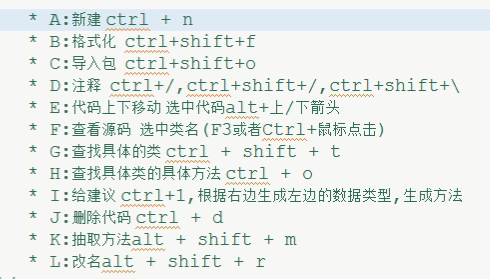 * A:新建 ctrl + n
* B:格式化 ctrl+shift+f
* C:导入包 ctrl+shift+o
* D:注释 ctrl+/,ctrl+shift+/,ctrl+shift+\
* E:代码上下移动 选中代码alt+上/下箭头
* F:查看源码 选中类名(F3或者Ctrl+鼠标点击)
* G:查找具体的类 ctrl + shift + t
* H:查找具体类的具体方法 ctrl + o
* I:给建议 ctrl+1,根据右边生成左边的数据类型,生成方法
* J:删除代码 ctrl + d
* K:抽取方法alt + shift + m
* L:改名alt + shift + r